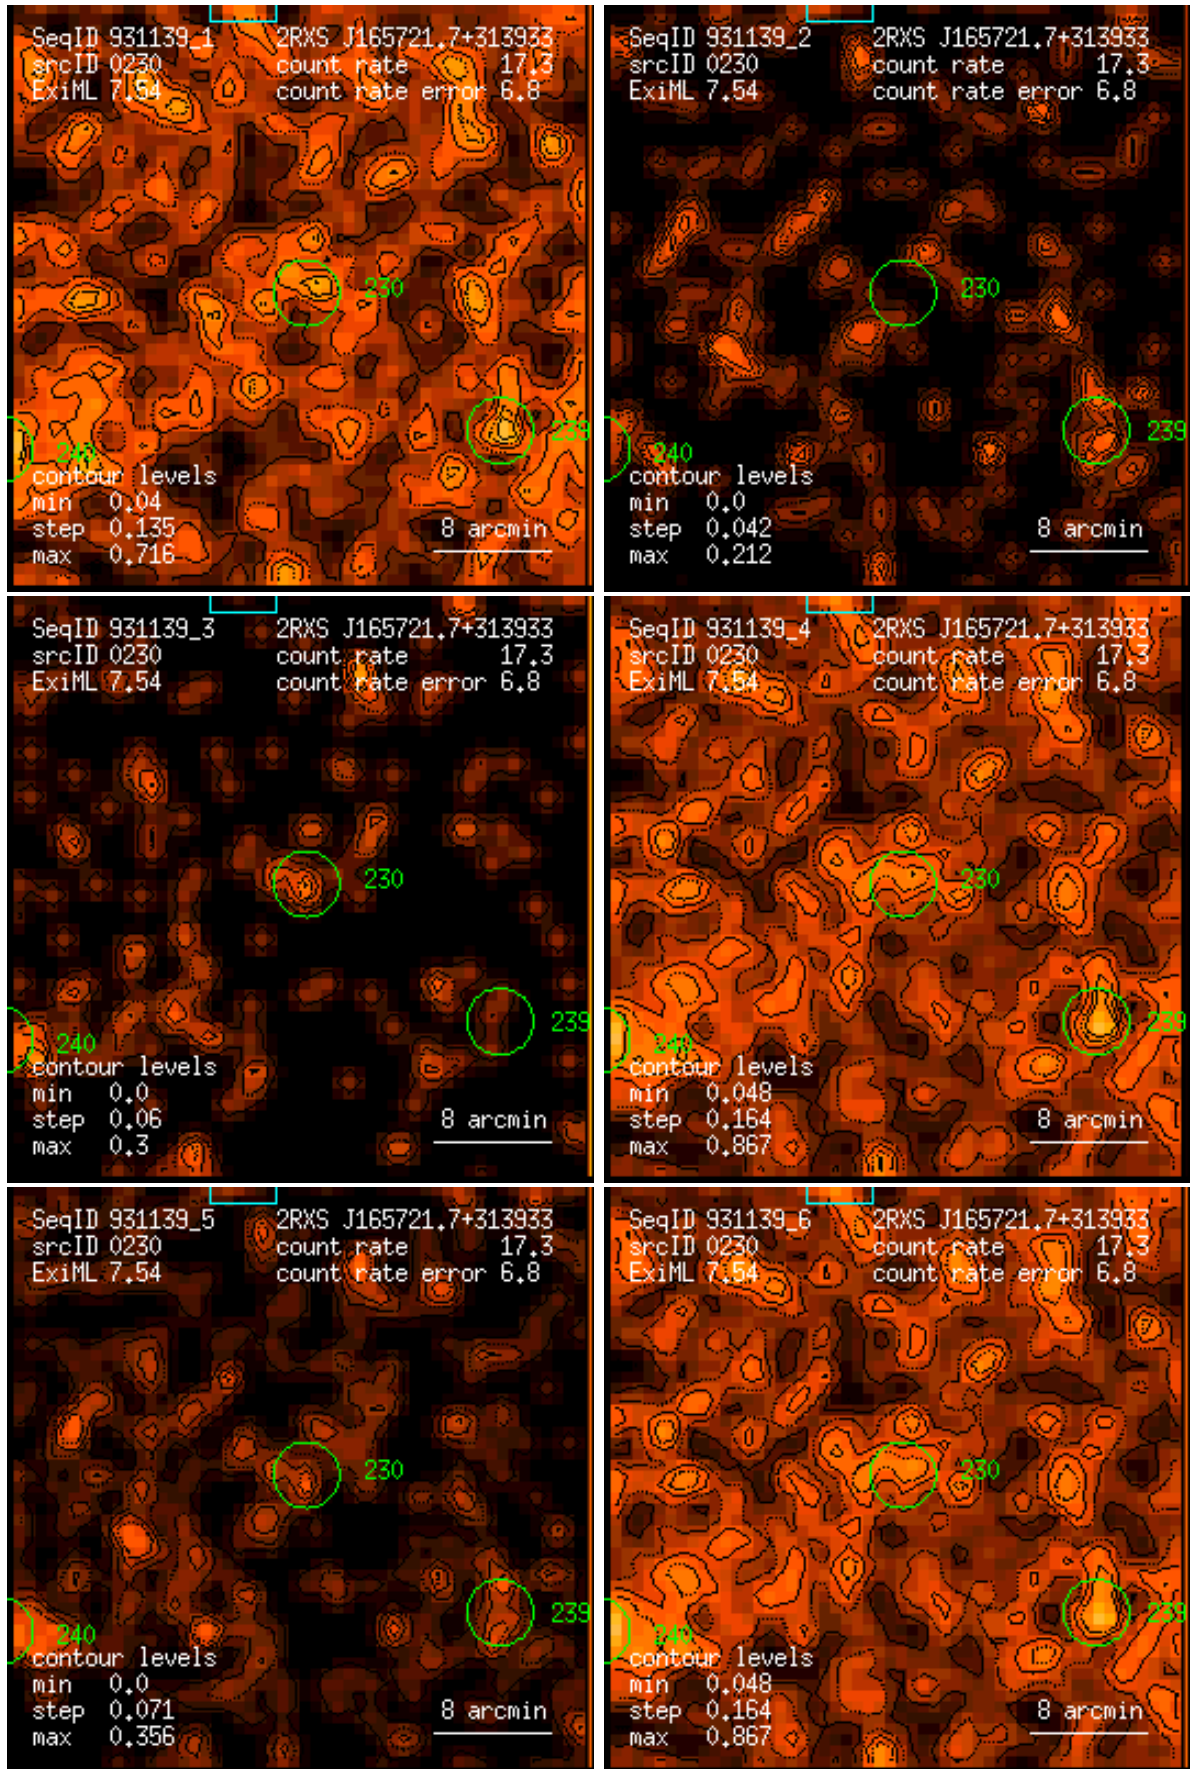 SeqID 931139_1 2RXS J165721.7+313933
srcID 0230 count rate 17.3
ExiML 7.54 count rate error 6.8
230
239
240
contour levels
min 0.04
step 0.135 8 arcmin
max 0.716
SeqID 931139_2 2RXS J165721.7+313933
srcID 0230 count rate 17.3
ExiML 7.54 count rate error 6.8
230
239
240
contour levels
min 0.0
step 0.042 8 arcmin
max 0.212
SeqID 931139_3 2RXS J165721.7+313933
srcID 0230 count rate 17.3
ExiML 7.54 count rate error 6.8
230
239
240
contour levels
min 0.0
step 0.06 8 arcmin
max 0.3
SeqID 931139_4 2RXS J165721.7+313933
srcID 0230 count rate 17.3
ExiML 7.54 count rate error 6.8
230
239
240
contour levels
min 0.048
step 0.164 8 arcmin
max 0.867
SeqID 931139_5 2RXS J165721.7+313933
srcID 0230 count rate 17.3
ExiML 7.54 count rate error 6.8
230
239
240
contour levels
min 0.0
step 0.071 8 arcmin
max 0.356
SeqID 931139_6 2RXS J165721.7+313933
srcID 0230 count rate 17.3
ExiML 7.54 count rate error 6.8
230
239
240
contour levels
min 0.048
step 0.164 8 arcmin
max 0.867